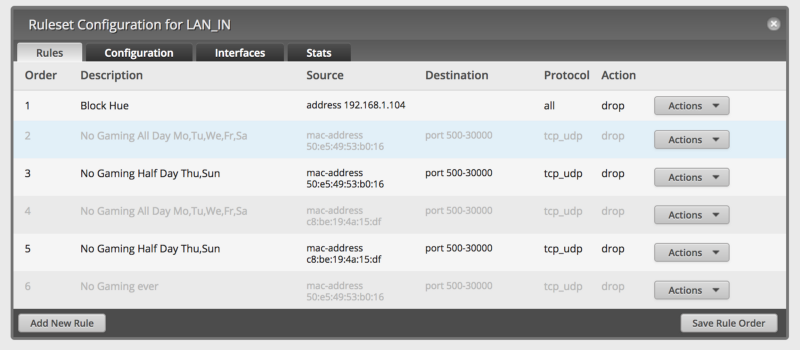 Ruleset Configuration for LAN_IN
Rules Configuration Interfaces Stats
Order Description Source Destination Protocol Action
1 Block Hue address 192.168.1.104 all drop Actions
2 No Gaming All Day Mo,Tu,We,Fr,Sa mac-address port 500-30000 tcp_udp drop Actions
50:e5:49:53:b0:16
3 No Gaming Half Day Thu,Sun mac-address port 500-30000 tcp_udp drop Actions
50:e5:49:53:b0:16
4 No Gaming All Day Mo,Tu,We,Fr,Sa mac-address port 500-30000 tcp_udp drop Actions
c8:be:19:4a:15:df
5 No Gaming Half Day Thu,Sun mac-address port 500-30000 tcp_udp drop Actions
c8:be:19:4a:15:df
6 No Gaming ever mac-address port 500-30000 tcp_udp drop Actions
50:e5:49:53:b0:16
Add New Rule Save Rule Order